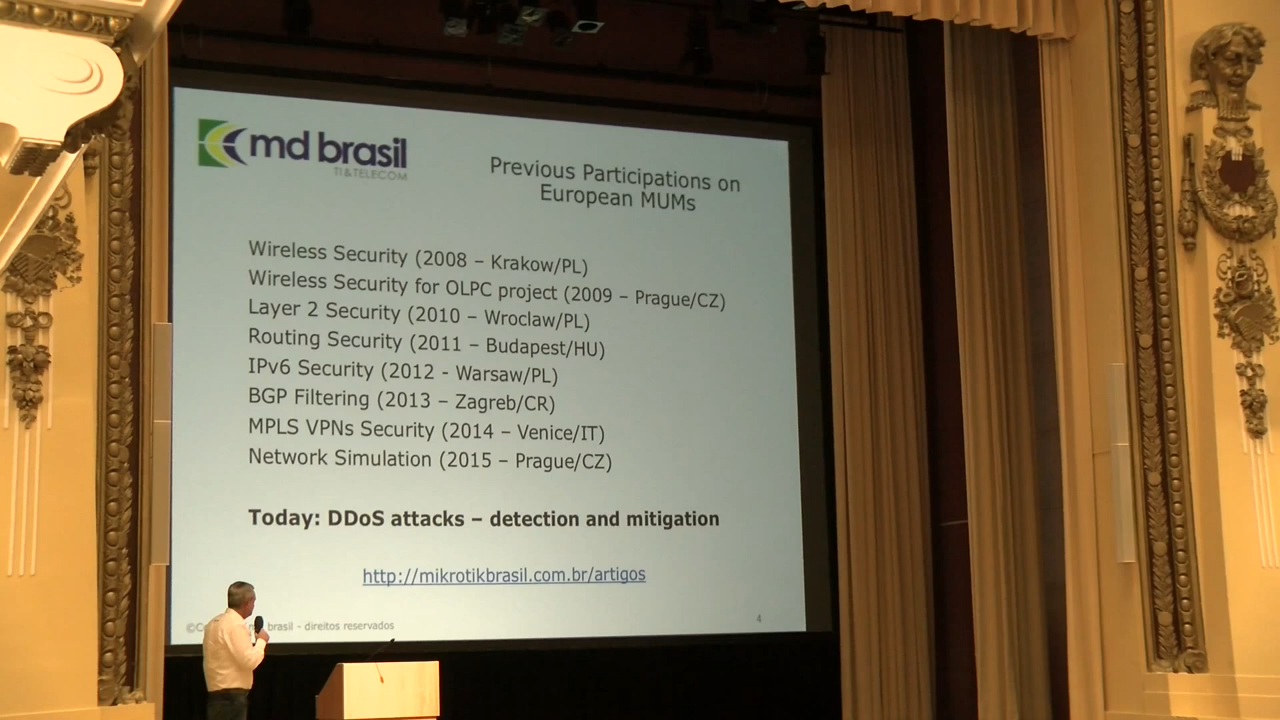 md brasil
TI & TELECOM
Previous Participations on
European MUMs
Wireless Security (2008 – Krakow/PL)
Wireless Security for OLPC project (2009 – Prague/CZ)
Layer 2 Security (2010 – Wroclaw/PL)
Routing Security (2011 – Budapest/HU)
IPv6 Security (2012 - Warsaw/PL)
BGP Filtering (2013 – Zagreb/CR)
MPLS VPNs Security (2014 – Venice/IT)
Network Simulation (2015 – Prague/CZ)
Today: DDoS attacks – detection and mitigation
http://mikrotikbrasil.com.br/artigos
brasil - direitos reservados
4